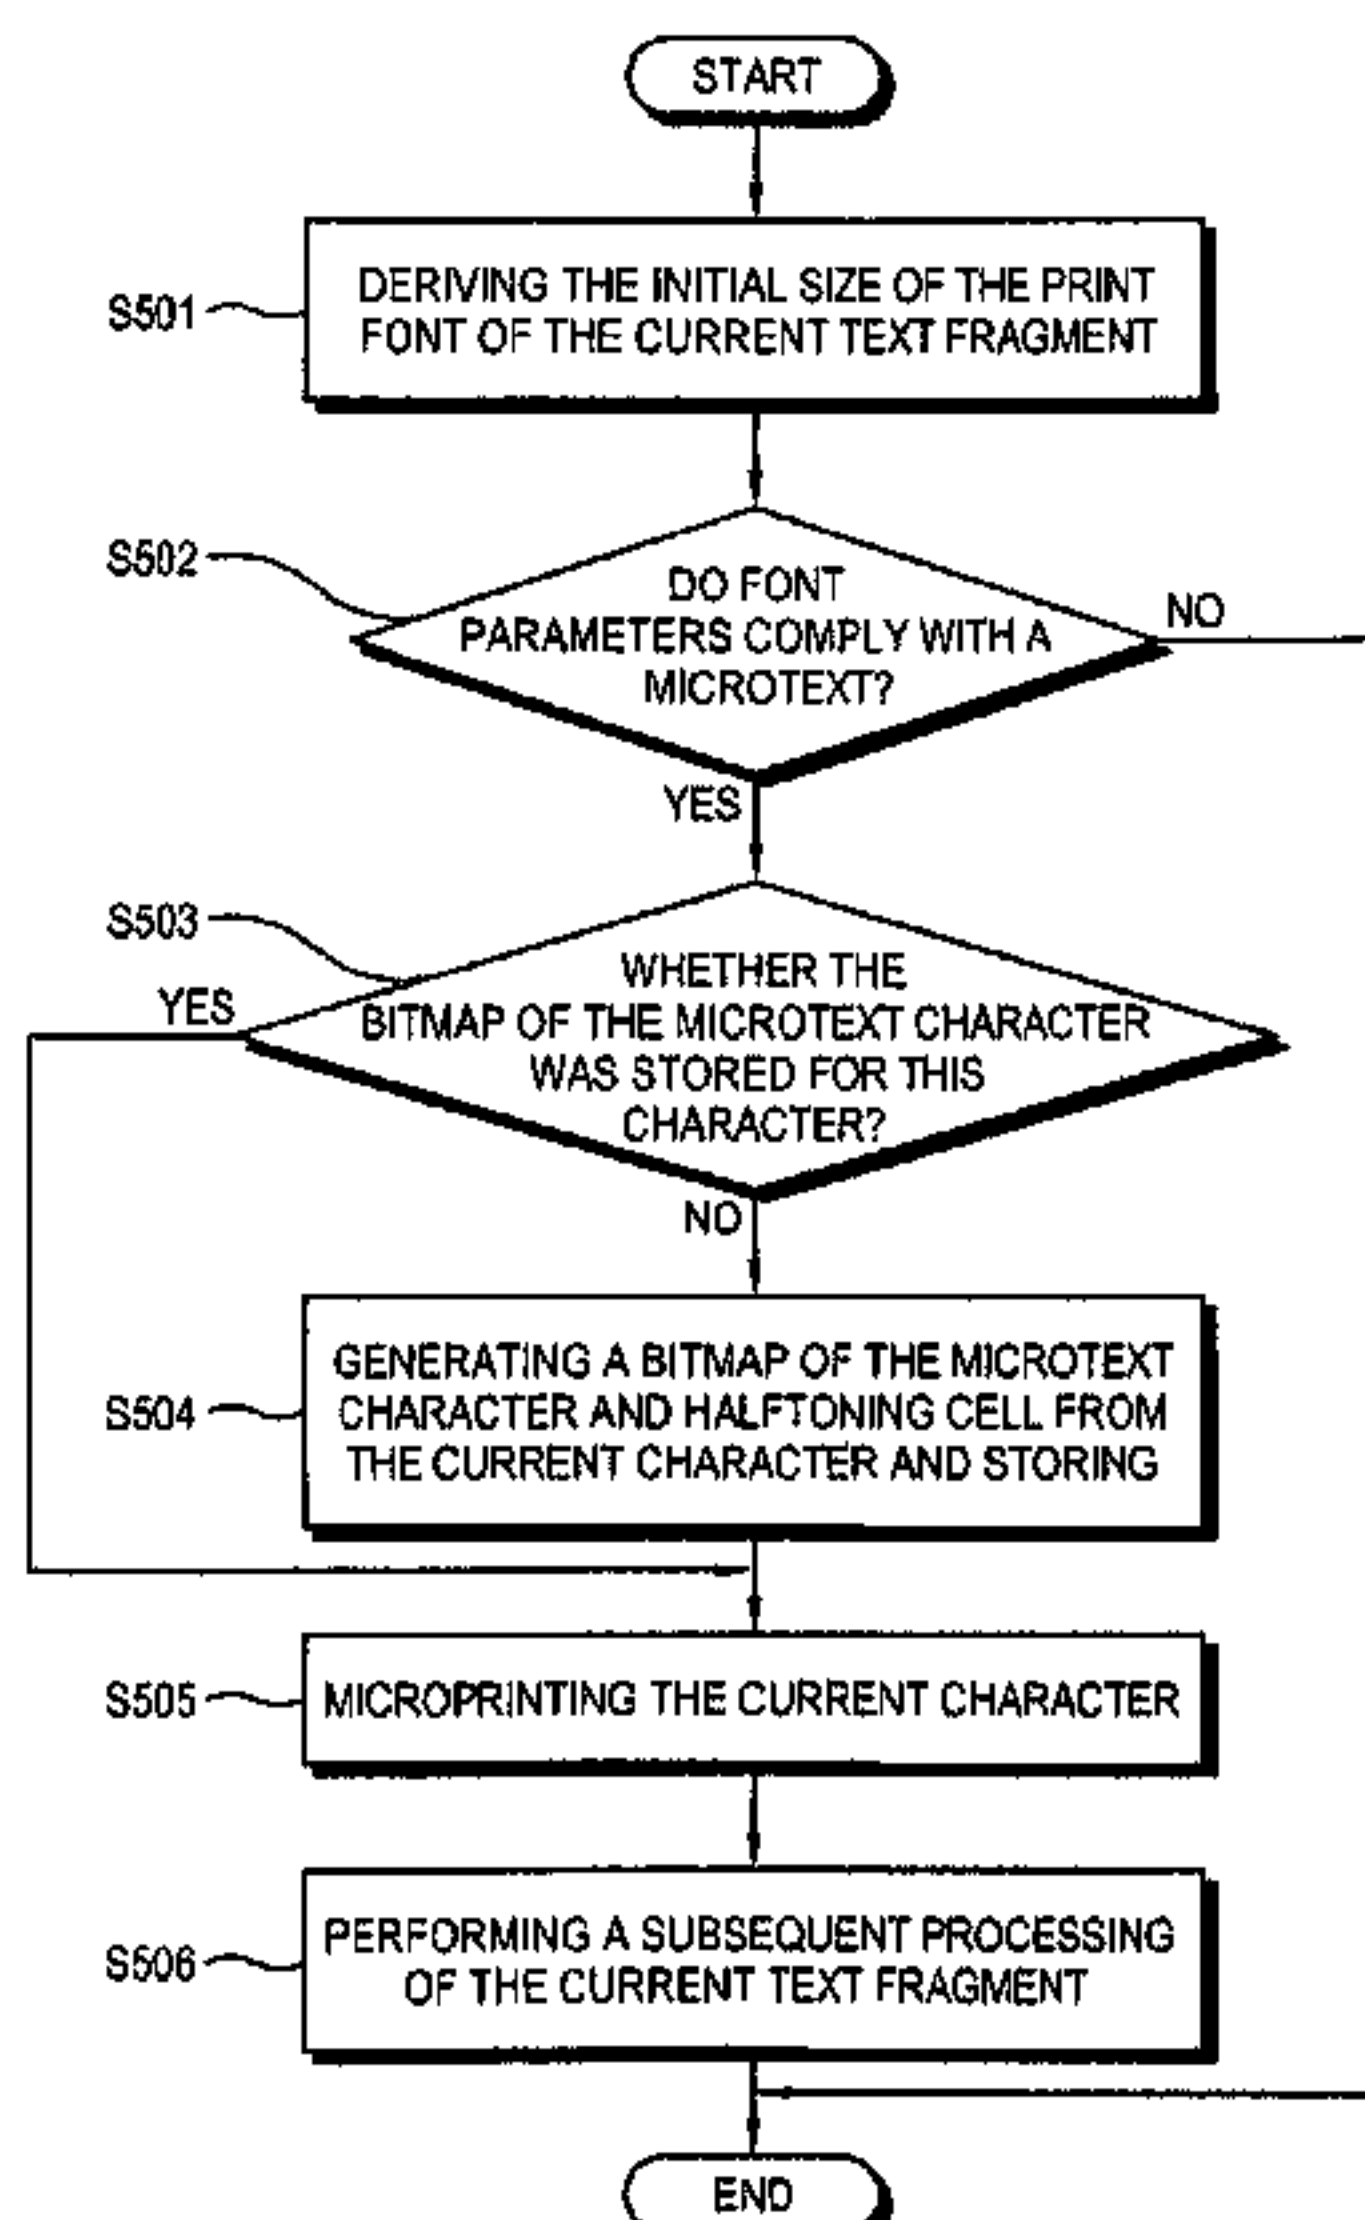 START
S501
DERIVING THE INITIAL SIZE OF THE PRINT
FONT OF THE CURRENT TEXT FRAGMENT
S502
DO FONT
PARAMETERS COMPLY WITH A
MICROTEXT?
NO
YES
S503
YES
WHETHER THE
BITMAP OF THE MICROTEXT CHARACTER
WAS STORED FOR THIS
CHARACTER?
NO
S504
GENERATING A BITMAP OF THE MICROTEXT
CHARACTER AND HALFTONING CELL FROM
THE CURRENT CHARACTER AND STORING
S505
MICROPRINTING THE CURRENT CHARACTER
S506
PERFORMING A SUBSEQUENT PROCESSING
OF THE CURRENT TEXT FRAGMENT
END